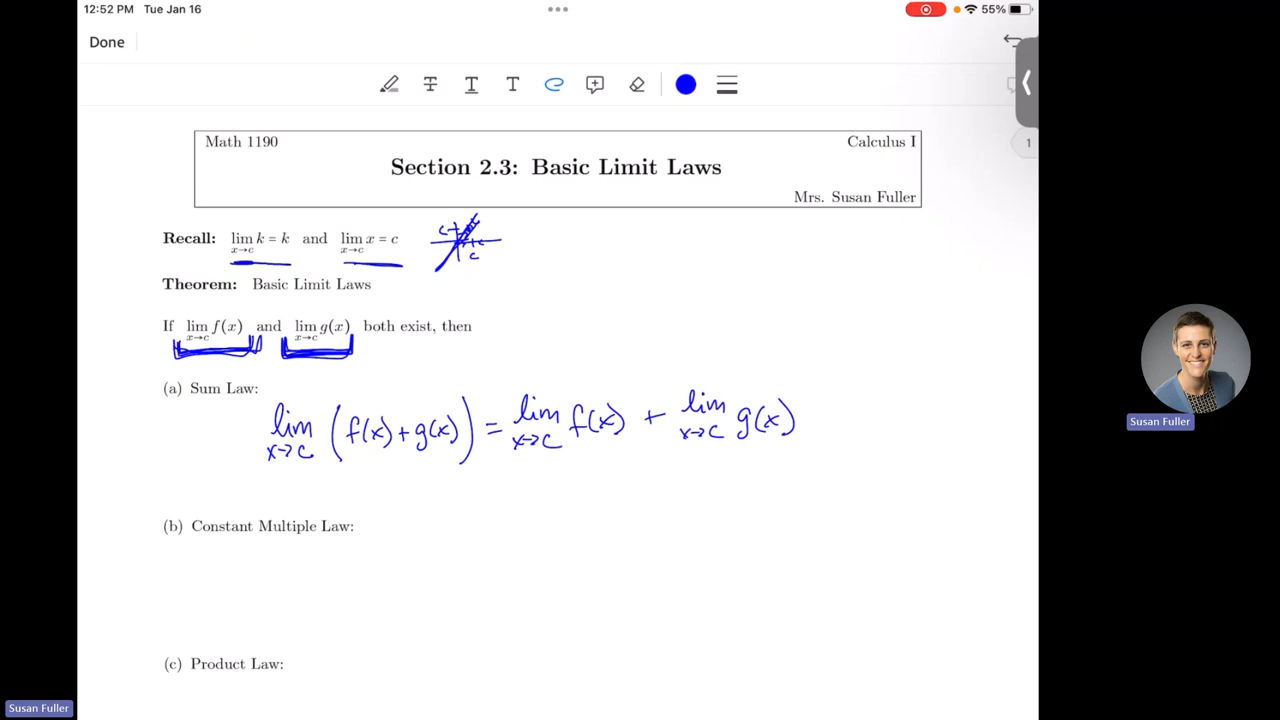 12:52 PM Tue Jan 16
55%
Done
T T T
1
Math 1190 Calculus I
Section 2.3: Basic Limit Laws
Mrs. Susan Fuller
Recall: lim k = k and lim x = c
x→c x→c
c
c
Theorem: Basic Limit Laws
If lim f(x) and lim g(x) both exist, then
x→c x→c
(a) Sum Law:
lim (f(x) + g(x)) = lim f(x) + lim g(x)
x→c x→c x→c
(b) Constant Multiple Law:
(c) Product Law:
Susan Fuller
Susan Fuller